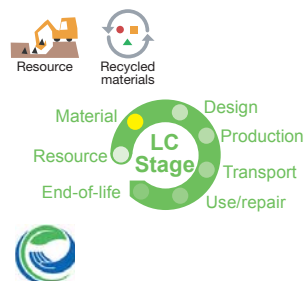 Resource
Recycled
materials
Material
Resource
End-of-life
LC
Stage
Design
Production
Transport
Use/repair